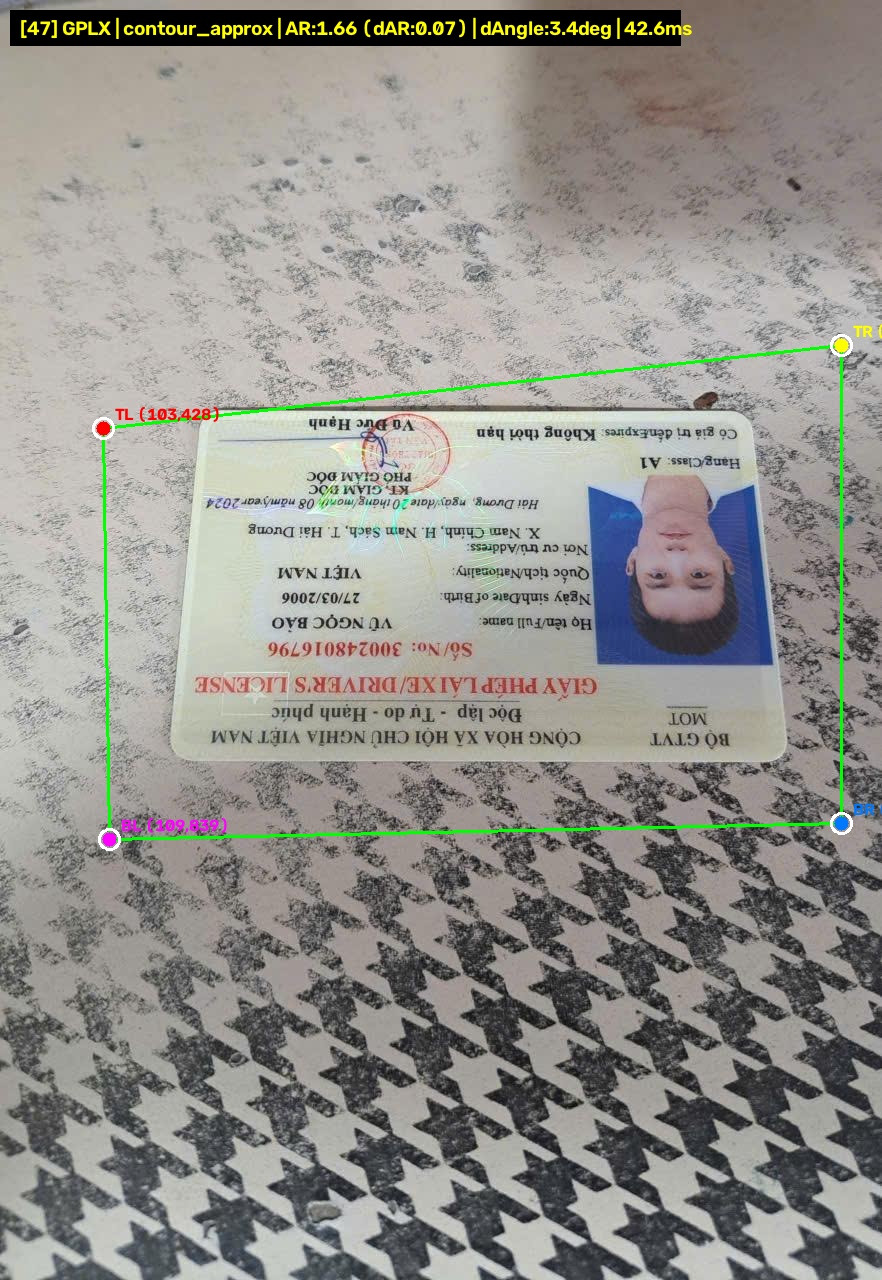 [47] GPLX | contour_approx | AR:1.66 (dAR:0.07) | dAngle:3.4deg | 42.6ms
TR (
TL (103,428)
BỘ GTVT
MOT
CỘNG HÒA XÃ HỘI CHỦ NGHĨA VIỆT NAM
Độc lập - Tự do - Hạnh phúc
GIẤY PHÉP LÁI XE/DRIVER'S LICENSE
Số/No: 300248016796
Họ tên/Full name: VŨ NGỌC BẢO
Ngày sinh/Date of Birth: 27/03/2006
Quốc tịch/Nationality: VIỆT NAM
Nơi cư trú/Address:
X. Nam Chính, H. Nam Sách, T. Hải Dương
Hải Dương, ngày/date 20 tháng/month 08 năm/year 2024
KT. GIÁM ĐỐC
PHÓ GIÁM ĐỐC
Hạng/Class: A1
Có giá trị đến/Expires: Không thời hạn
Vũ Đức Hạnh
BL (109,839)
BR